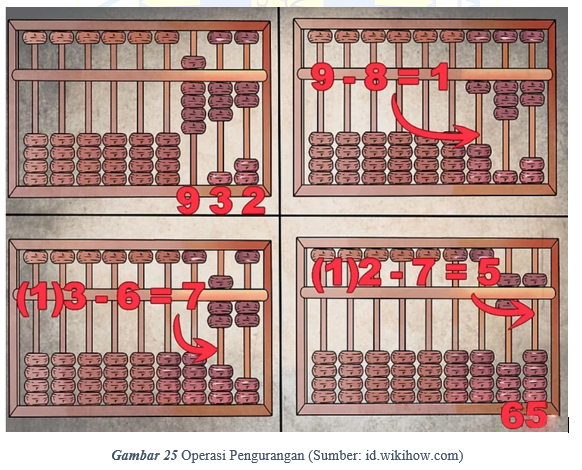 932
9 - 8 = 1
(1)3 - 6 = 7
(1)2 - 7 = 5
65
Gambar 25 Operasi Pengurangan (Sumber: id.wikihow.com)